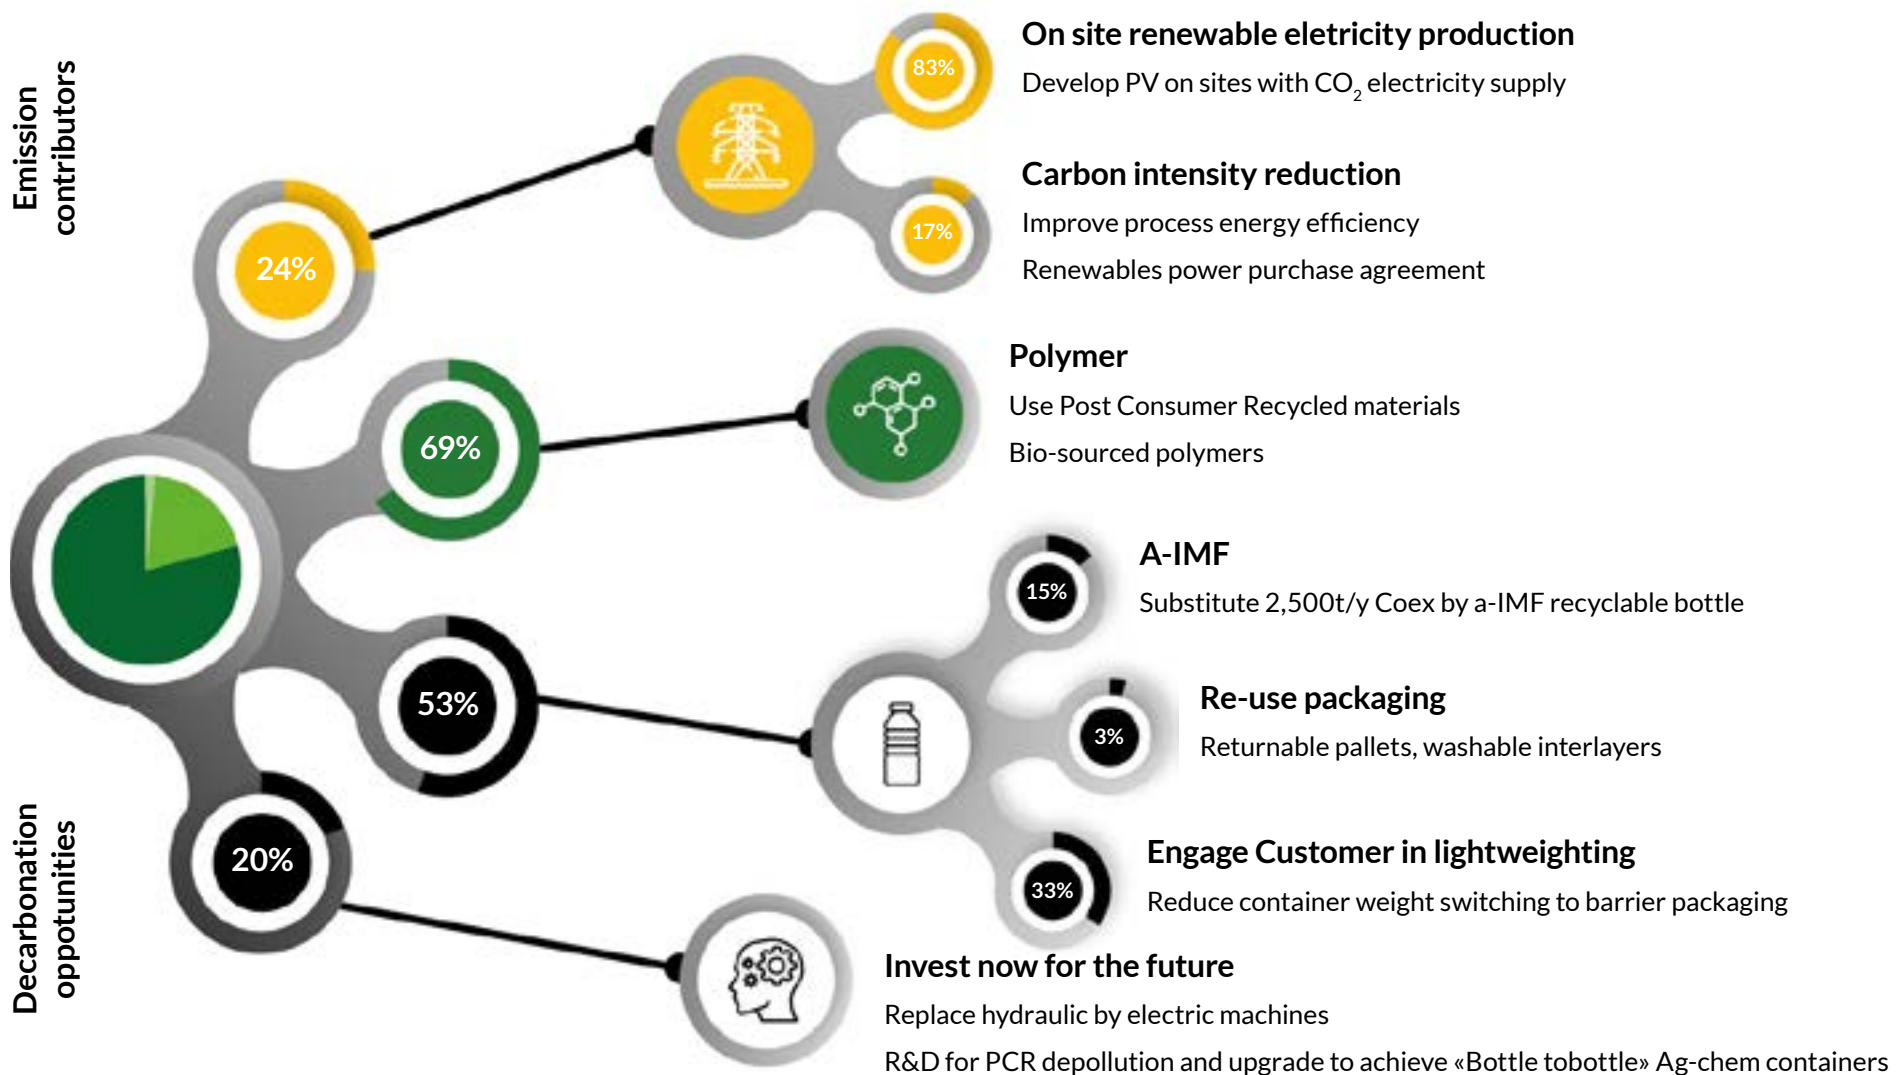 Emission
contributors
24%
83%
On site renewable eletricity production
Develop PV on sites with CO2 electricity supply
17%
Carbon intensity reduction
Improve process energy efficiency
Renewables power purchase agreement
69%
Polymer
Use Post Consumer Recycled materials
Bio-sourced polymers
Decarbonation
oppotunities
53%
15%
A-IMF
Substitute 2,500t/y Coex by a-IMF recyclable bottle
3%
Re-use packaging
Returnable pallets, washable interlayers
33%
Engage Customer in lightweighting
Reduce container weight switching to barrier packaging
20%
Invest now for the future
Replace hydraulic by electric machines
R&D for PCR depollution and upgrade to achieve «Bottle tobottle» Ag-chem containers